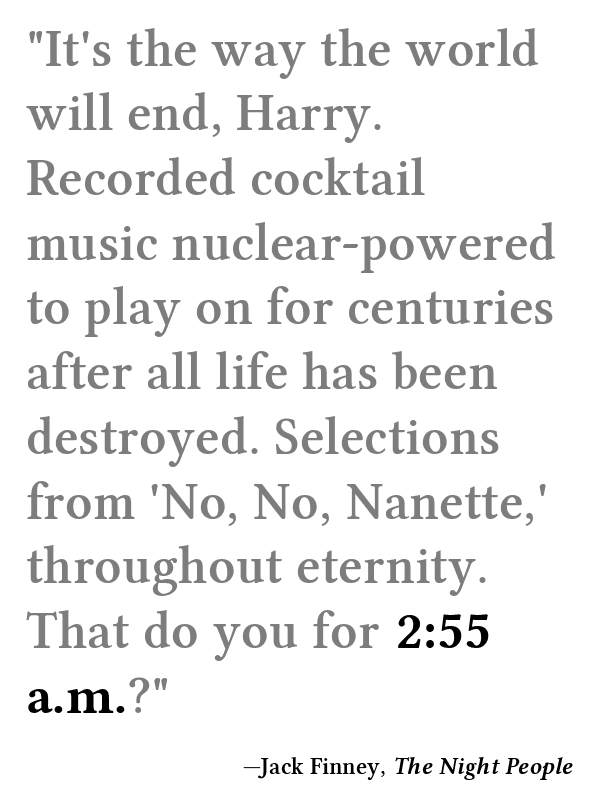 "It's the way the world
will end, Harry.
Recorded cocktail
music nuclear-powered
to play on for centuries
after all life has been
destroyed. Selections
from 'No, No, Nanette,'
throughout eternity.
That do you for 2:55
a.m.?"
—Jack Finney, The Night People